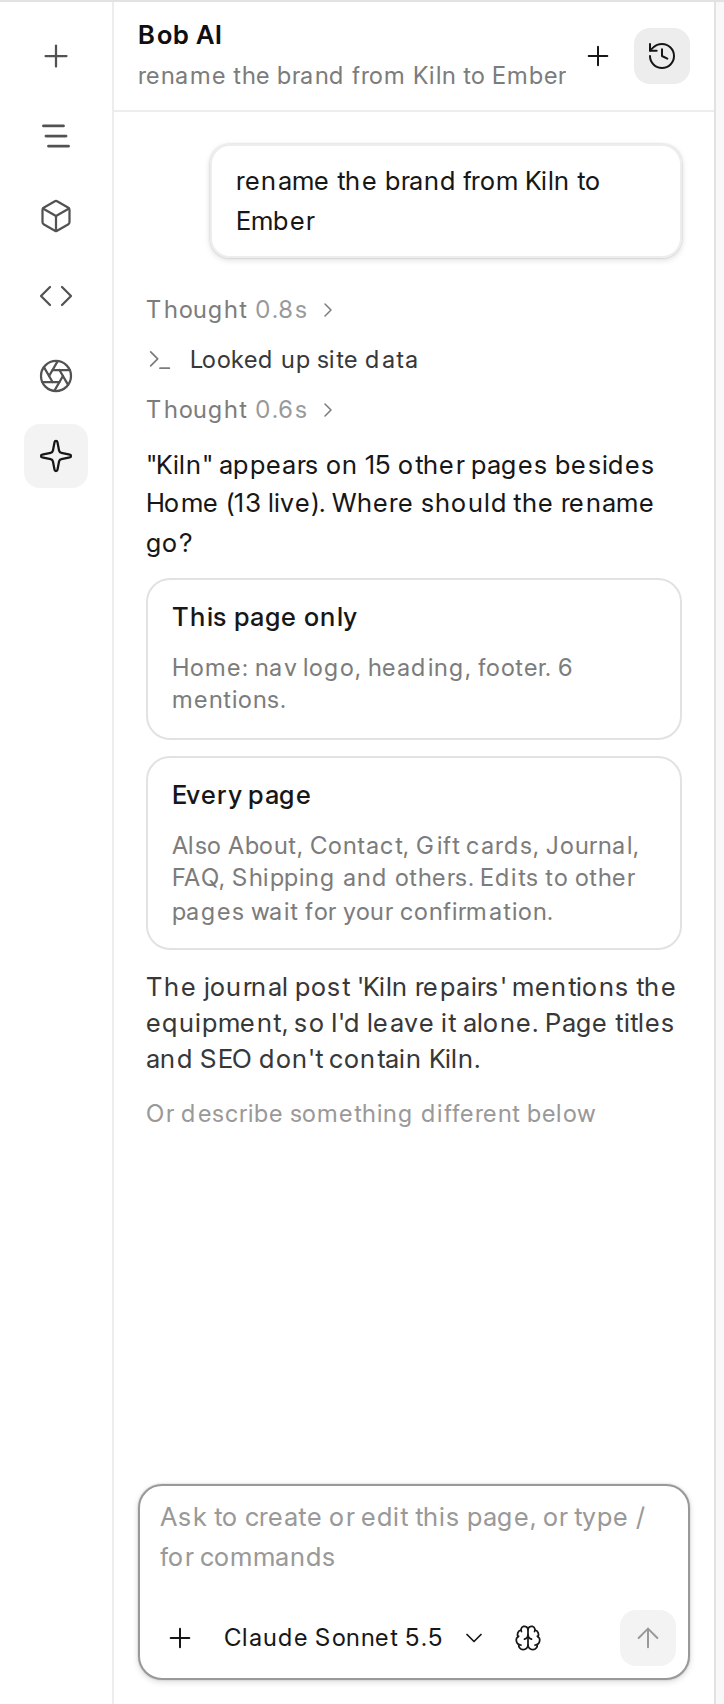 Bob AI
rename the brand from Kiln to Ember
rename the brand from Kiln to
Ember
Thought 0.8s
Looked up site data
Thought 0.6s
"Kiln" appears on 15 other pages besides
Home (13 live). Where should the rename
go?
This page only
Home: nav logo, heading, footer. 6
mentions.
Every page
Also About, Contact, Gift cards, Journal,
FAQ, Shipping and others. Edits to other
pages wait for your confirmation.
The journal post 'Kiln repairs' mentions the
equipment, so I'd leave it alone. Page titles
and SEO don't contain Kiln.
Or describe something different below
Ask to create or edit this page, or type /
for commands
Claude Sonnet 5.5